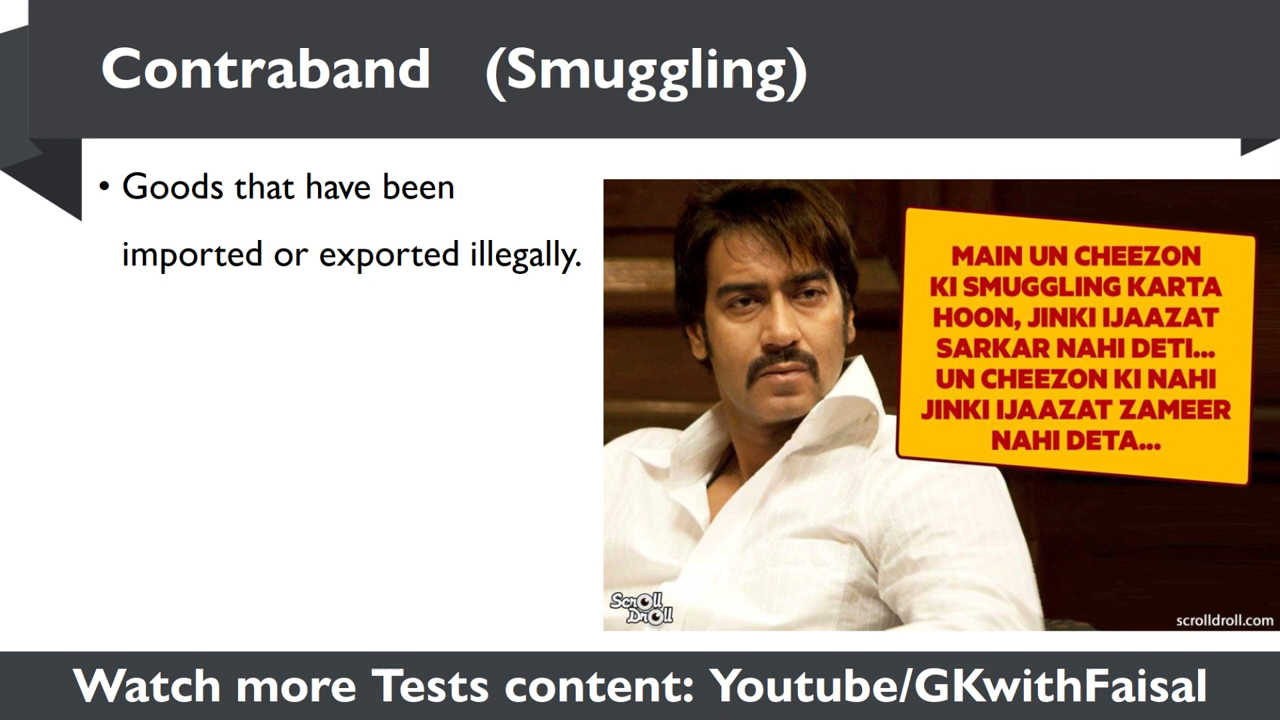 Contraband (Smuggling)
• Goods that have been
imported or exported illegally.
MAIN UN CHEEZON
KI SMUGGLING KARTA
HOON, JINKI IJAAZAT
SARKAR NAHI DETI...
UN CHEEZON KI NAHI
JINKI IJAAZAT ZAMEER
NAHI DETA...
Scroll
Droll
scrolldroll.com
Watch more Tests content: Youtube/GKwithFaisal